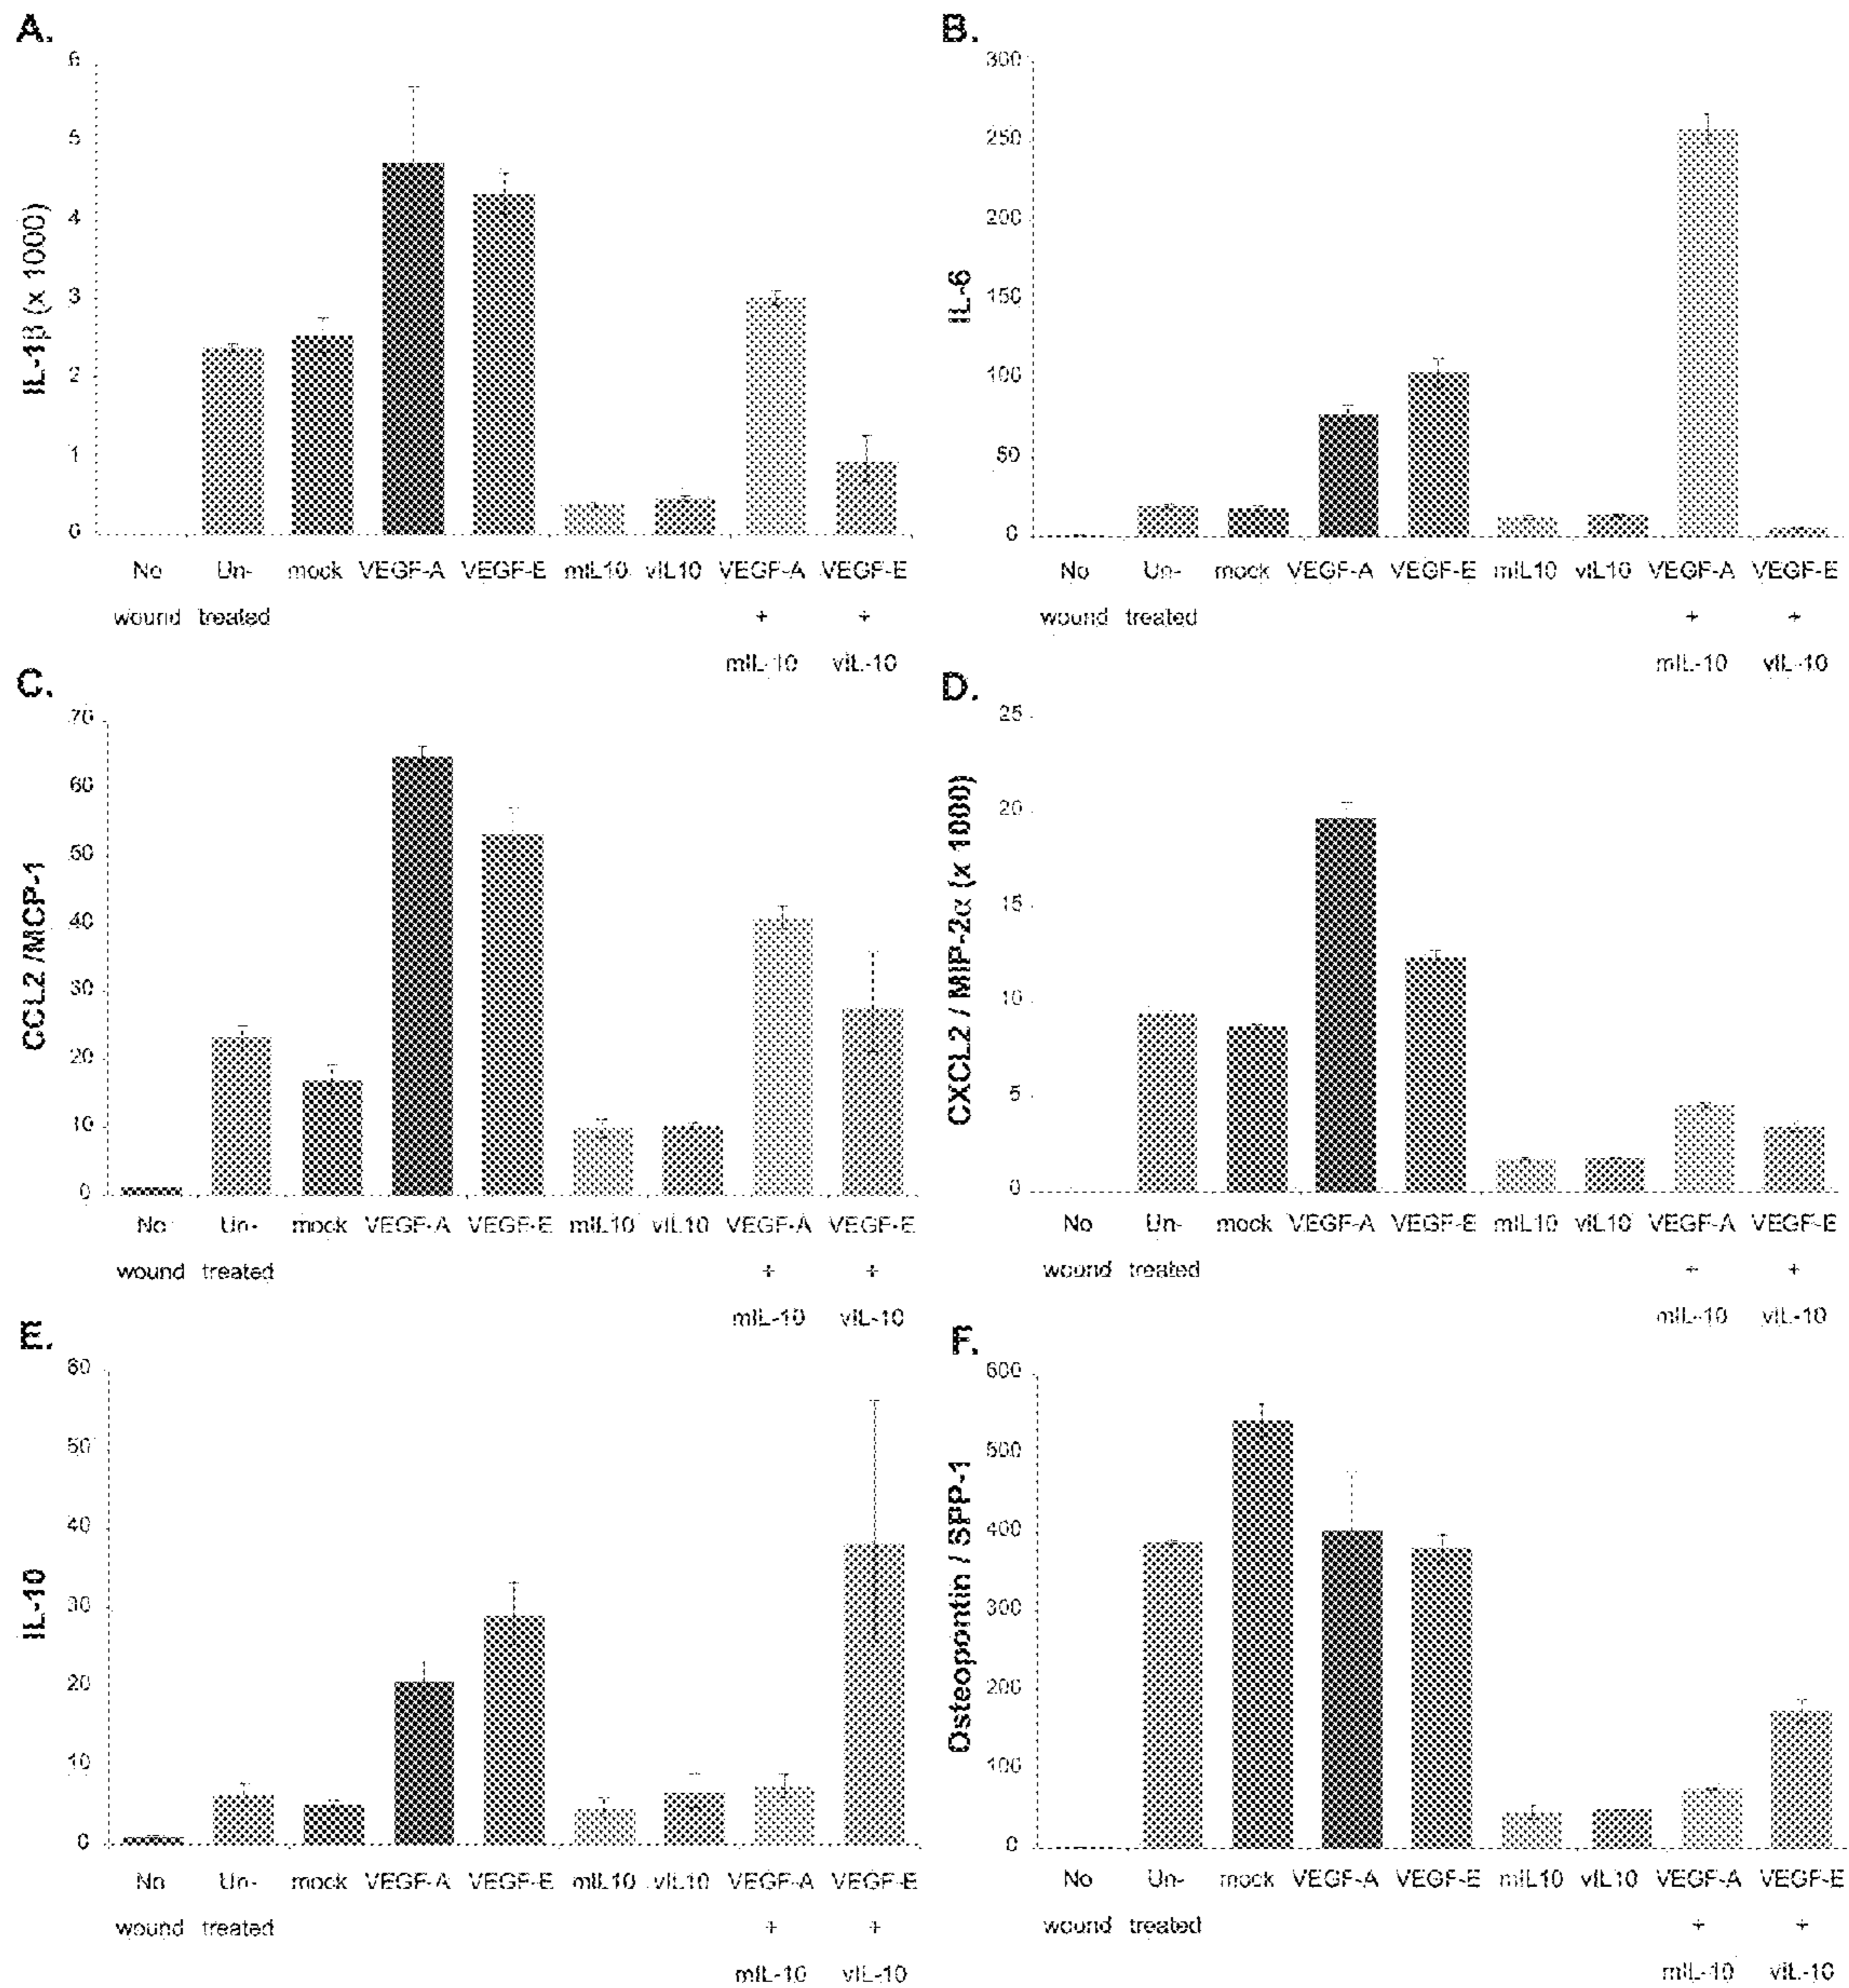 A.
6
5
4
3
2
1
0
IL-1β (x 1000)
No Un- mock VEGF-A VEGF-E mIL10 vIL10 VEGF-A VEGF-E
wound treated + +
mIL-10 vIL-10
B.
300
250
200
150
100
50
0
IL-6
No Un- mock VEGF-A VEGF-E mIL10 vIL10 VEGF-A VEGF-E
wound treated + +
mIL-10 vIL-10
C.
70
60
50
40
30
20
10
0
CCL2 /MCP-1
No Un- mock VEGF-A VEGF-E mIL10 vIL10 VEGF-A VEGF-E
wound treated + +
mIL-10 vIL-10
D.
25
20
15
10
5
0
CXCL2 / MIP-2α (x 1000)
No Un- mock VEGF-A VEGF-E mIL10 vIL10 VEGF-A VEGF-E
wound treated + +
mIL-10 vIL-10
E.
60
50
40
30
20
10
0
IL-10
No Un- mock VEGF-A VEGF-E mIL10 vIL10 VEGF-A VEGF-E
wound treated + +
mIL-10 vIL-10
F.
600
500
400
300
200
100
0
Osteopontin / SPP-1
No Un- mock VEGF-A VEGF-E mIL10 vIL10 VEGF-A VEGF-E
wound treated + +
mIL-10 vIL-10